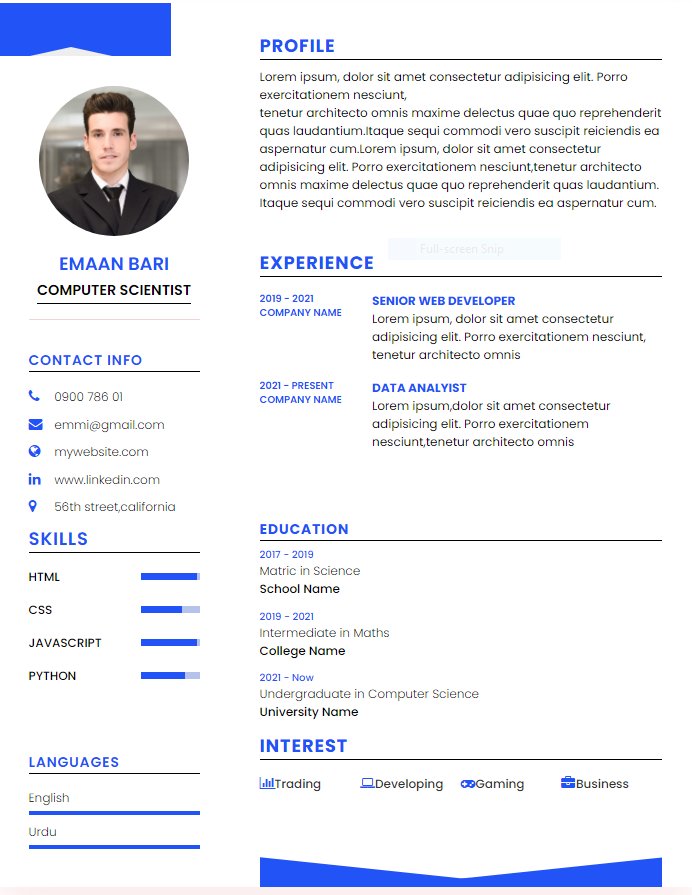 EMAAN BARI
COMPUTER SCIENTIST
CONTACT INFO
0900 786 01
emmi@gmail.com
mywebsite.com
www.linkedin.com
56th street,california
SKILLS
HTML
CSS
JAVASCRIPT
PYTHON
LANGUAGES
English
Urdu
PROFILE
Lorem ipsum, dolor sit amet consectetur adipisicing elit. Porro
exercitationem nesciunt,
tenetur architecto omnis maxime delectus quae quo reprehenderit
quas laudantium.Itaque sequi commodi vero suscipit reiciendis ea
aspernatur cum.Lorem ipsum, dolor sit amet consectetur
adipisicing elit. Porro exercitationem nesciunt,tenetur architecto
omnis maxime delectus quae quo reprehenderit quas laudantium.
Itaque sequi commodi vero suscipit reiciendis ea aspernatur cum.
Full-screen Snip
EXPERIENCE
2019 - 2021
COMPANY NAME
SENIOR WEB DEVELOPER
Lorem ipsum, dolor sit amet consectetur
adipisicing elit. Porro exercitationem nesciunt,
tenetur architecto omnis
2021 - PRESENT
COMPANY NAME
DATA ANALYIST
Lorem ipsum,dolor sit amet consectetur
adipisicing elit. Porro exercitationem
nesciunt,tenetur architecto omnis
EDUCATION
2017 - 2019
Matric in Science
School Name
2019 - 2021
Intermediate in Maths
College Name
2021 - Now
Undergraduate in Computer Science
University Name
INTEREST
Trading Developing Gaming Business